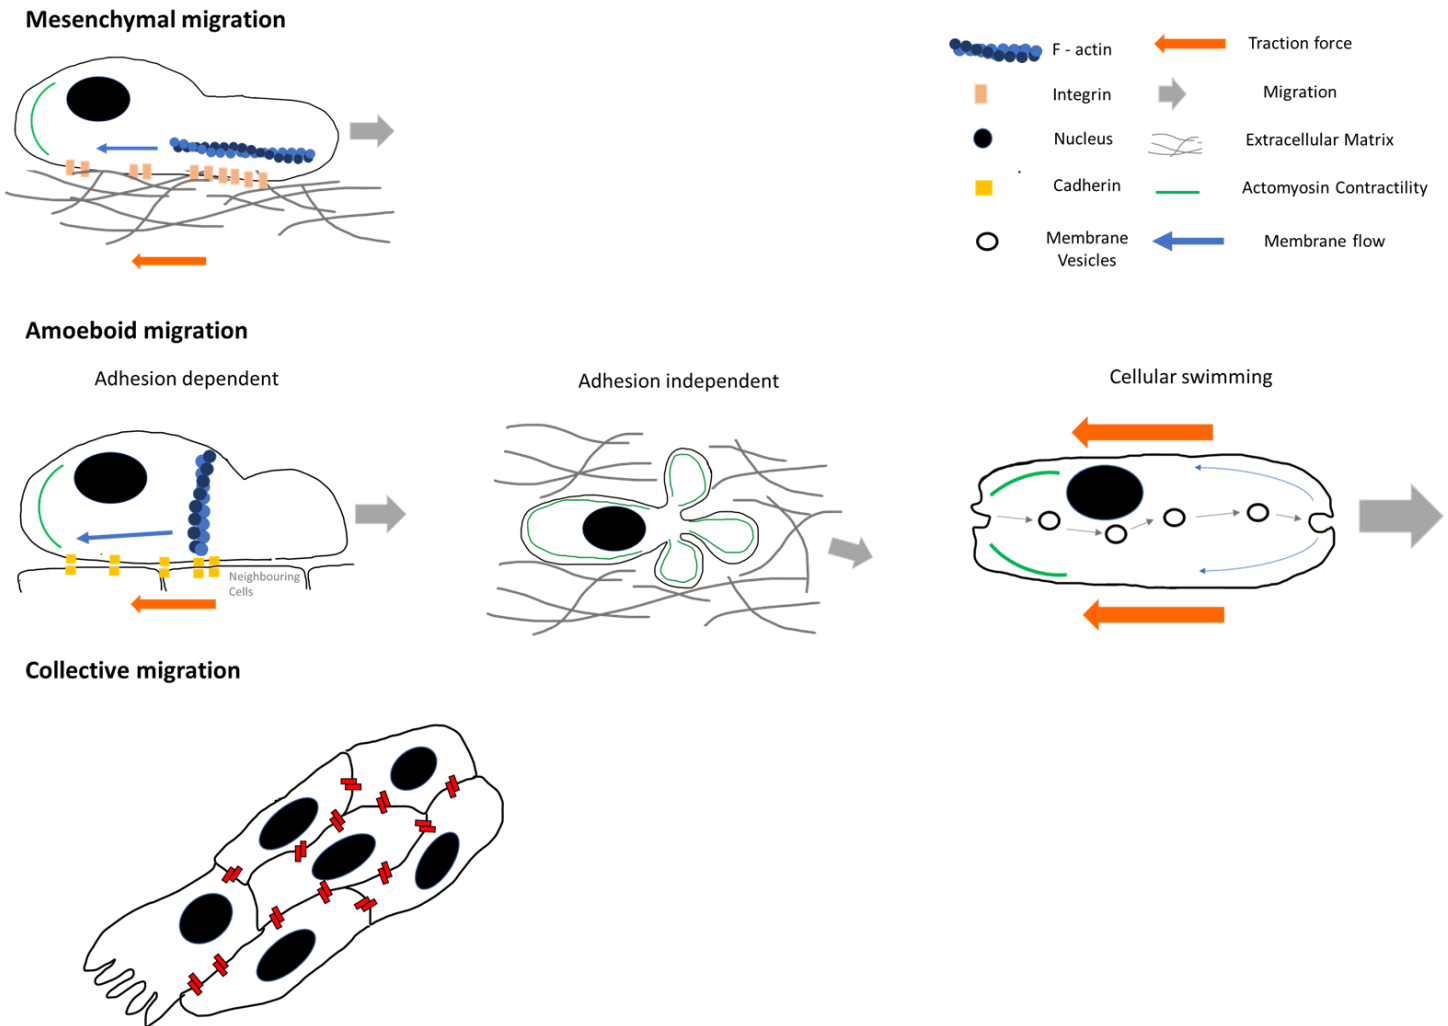 Mesenchymal migration
F - actin
Traction force
Integrin
Migration
Nucleus
Extracellular Matrix
Cadherin
Actomyosin Contractility
Membrane
Vesicles
Membrane flow
Amoeboid migration
Adhesion dependent
Adhesion independent
Cellular swimming
Neighbouring
Cells
Collective migration